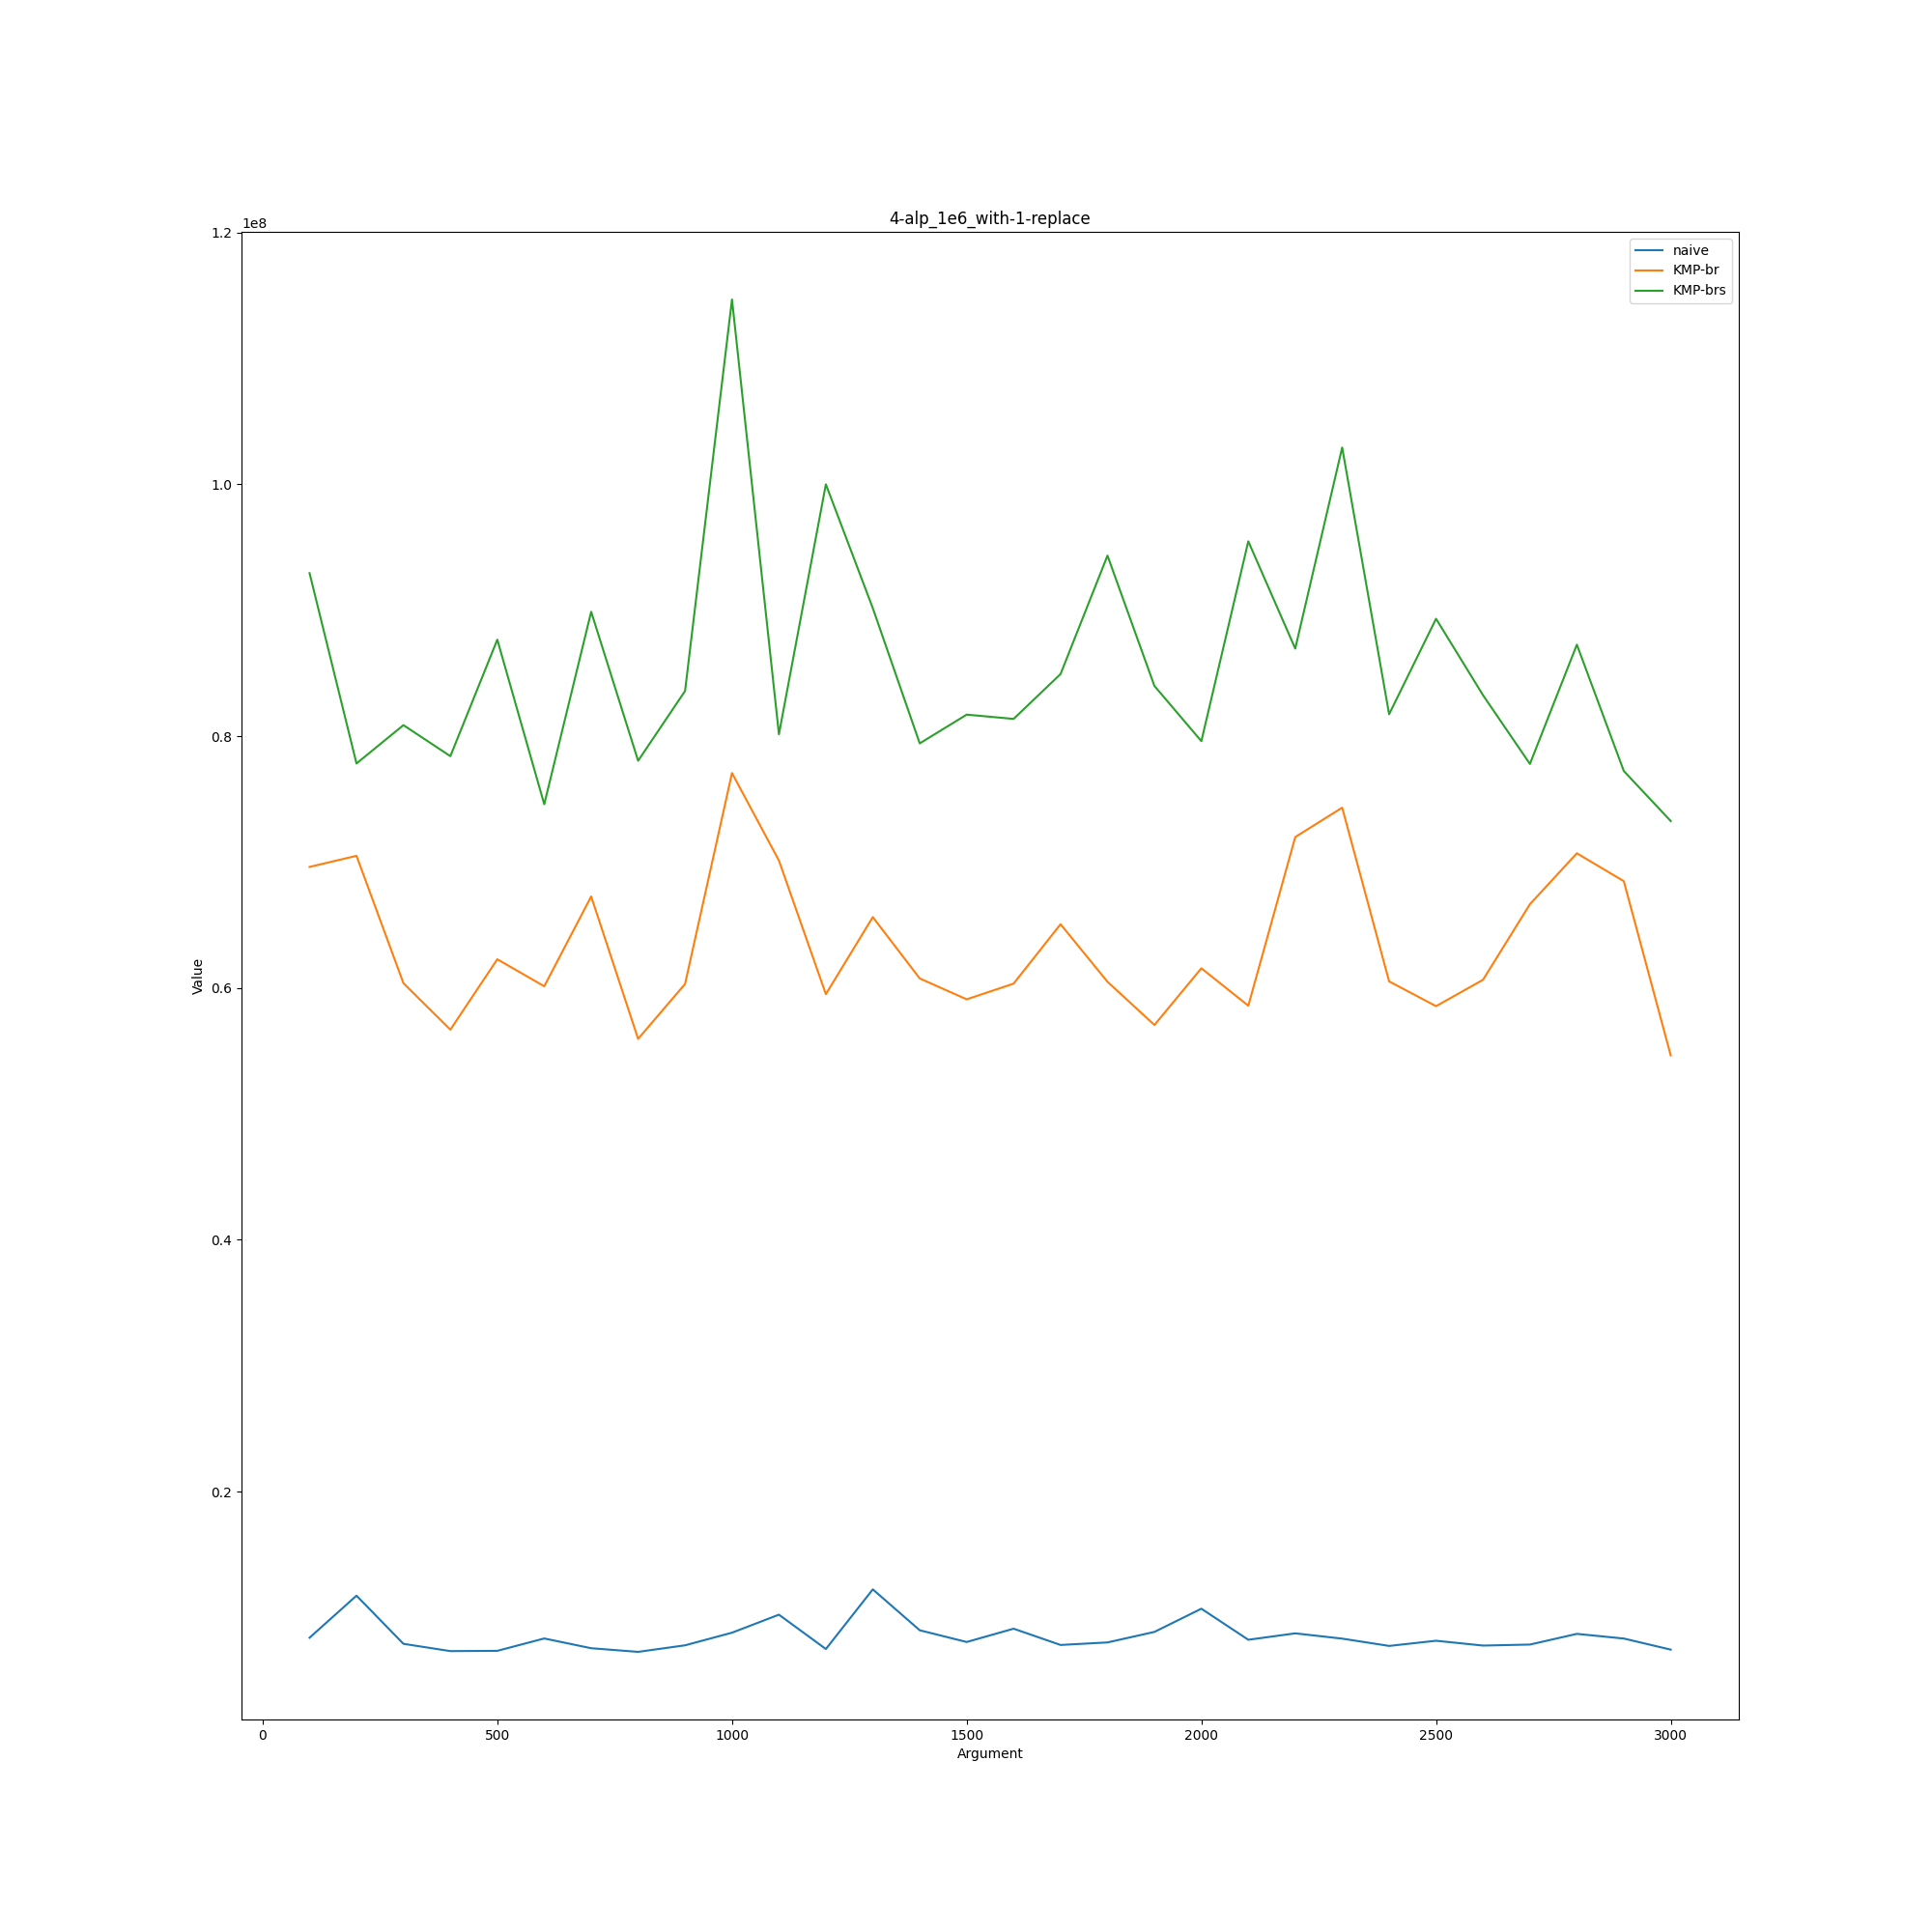 4-alp_1e6_with-1-replace
1e8
1.2
1.0
0.8
0.6
0.4
0.2
Value
naive
KMP-br
KMP-brs
0 500 1000 1500 2000 2500 3000
Argument